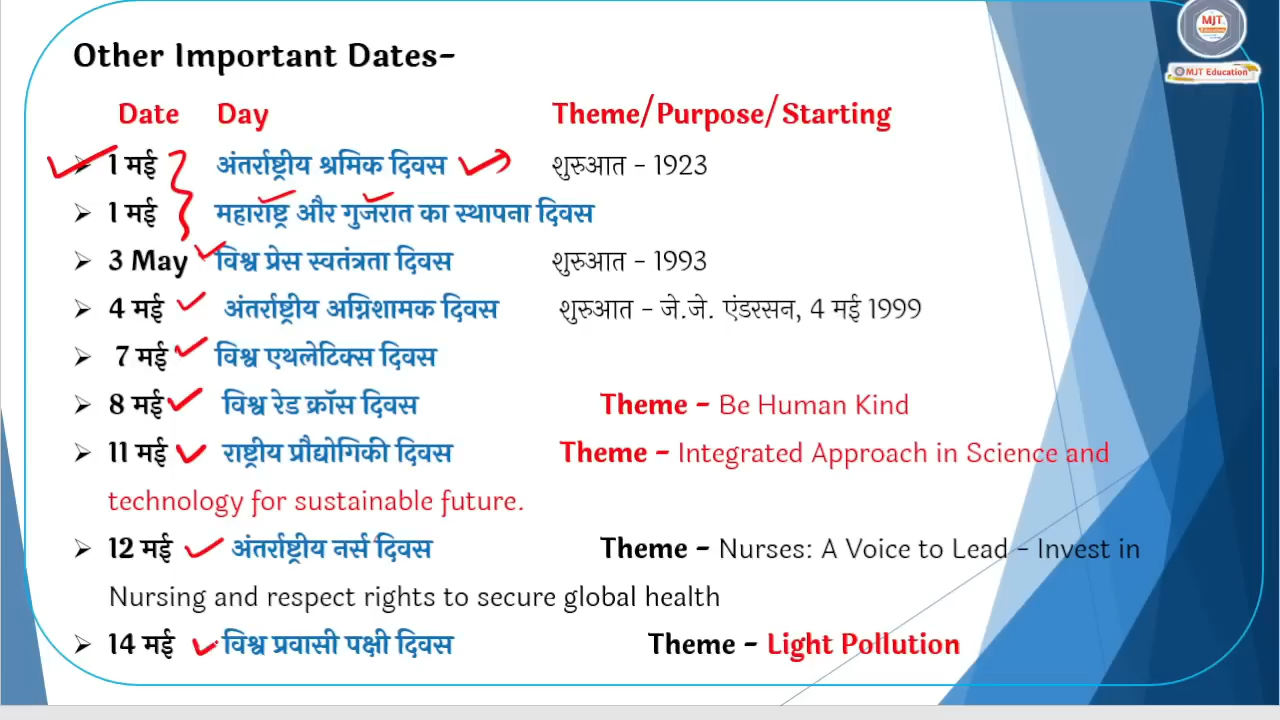 MJT
Education
MJT Education
Other Important Dates-
Date Day Theme/Purpose/Starting
➢ 1 मई अंतर्राष्ट्रीय श्रमिक दिवस शुरुआत - 1923
➢ 1 मई महाराष्ट्र और गुजरात का स्थापना दिवस
➢ 3 May विश्व प्रेस स्वतंत्रता दिवस शुरुआत - 1993
➢ 4 मई अंतर्राष्ट्रीय अग्निशामक दिवस शुरुआत - जे.जे. एंडरसन, 4 मई 1999
➢ 7 मई विश्व एथलेटिक्स दिवस
➢ 8 मई विश्व रेड क्रॉस दिवस Theme - Be Human Kind
➢ 11 मई राष्ट्रीय प्रौद्योगिकी दिवस Theme - Integrated Approach in Science and
technology for sustainable future.
➢ 12 मई अंतर्राष्ट्रीय नर्स दिवस Theme - Nurses: A Voice to Lead - Invest in
Nursing and respect rights to secure global health
➢ 14 मई विश्व प्रवासी पक्षी दिवस Theme - Light Pollution